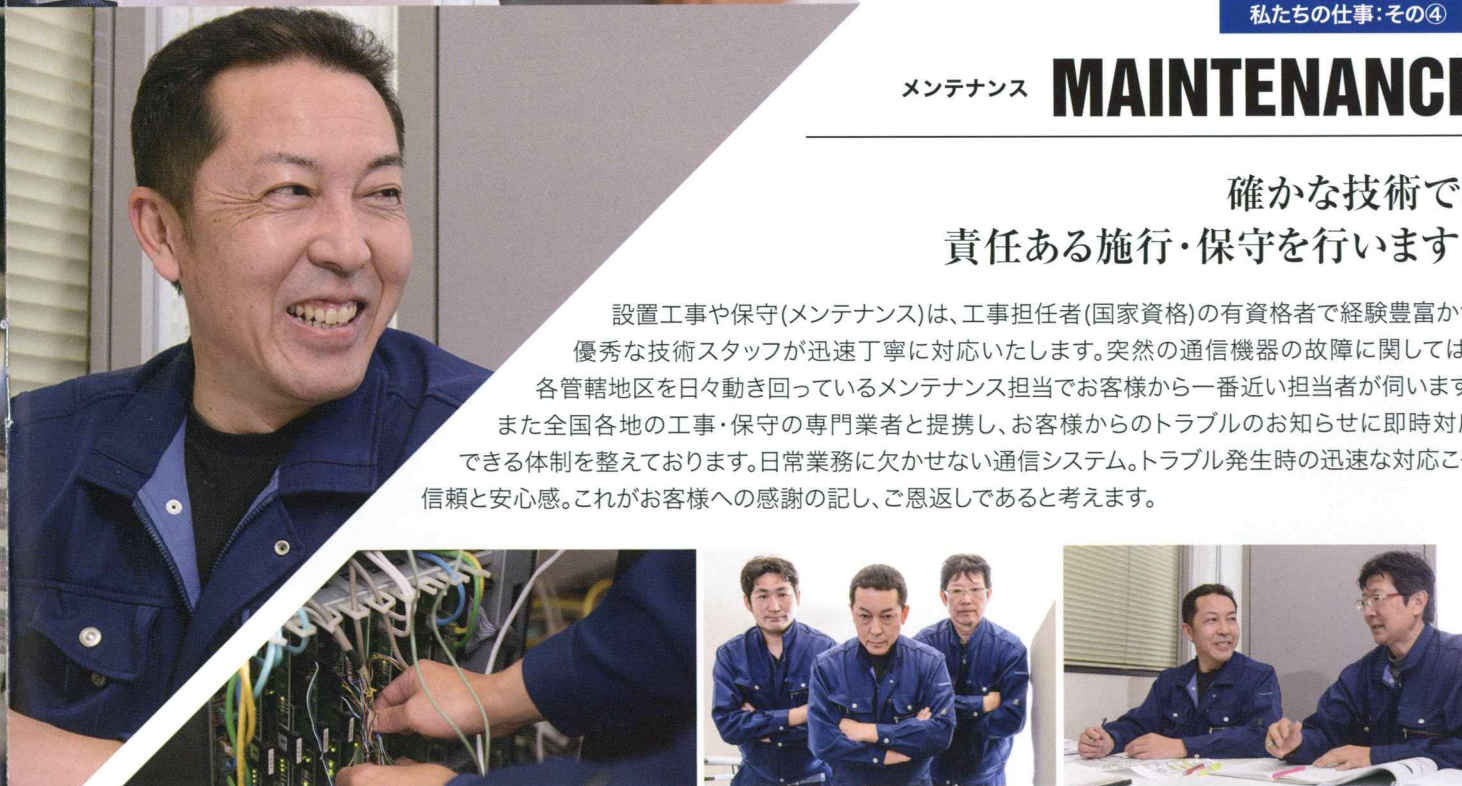 私たちの仕事:その④
メンテナンス MAINTENANC
確かな技術で
責任ある施行・保守を行います
設置工事や保守(メンテナンス)は、工事担任者(国家資格)の有資格者で経験豊富か
優秀な技術スタッフが迅速丁寧に対応いたします。突然の通信機器の故障に関しては
各管轄地区を日々動き回っているメンテナンス担当でお客様から一番近い担当者が伺います
また全国各地の工事・保守の専門業者と提携し、お客様からのトラブルのお知らせに即時対
できる体制を整えております。日常業務に欠かせない通信システム。トラブル発生時の迅速な対応こ
信頼と安心感。これがお客様への感謝の記し、ご恩返しであると考えます。